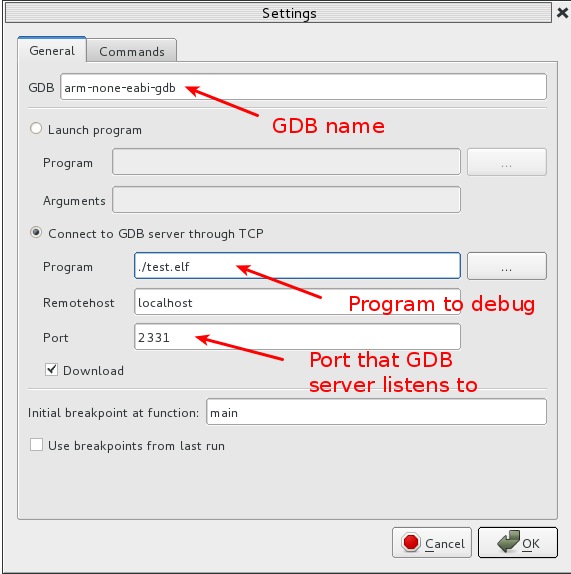 Settings
General
Commands
GDB arm-none-eabi-gdb
GDB name
Launch program
Program ...
Arguments
Connect to GDB server through TCP
Program ./test.elf ...
Remotehost localhost
Program to debug
Port 2331
Port that GDB
server listens to
Download
Initial breakpoint at function: main
Use breakpoints from last run
Cancel
OK